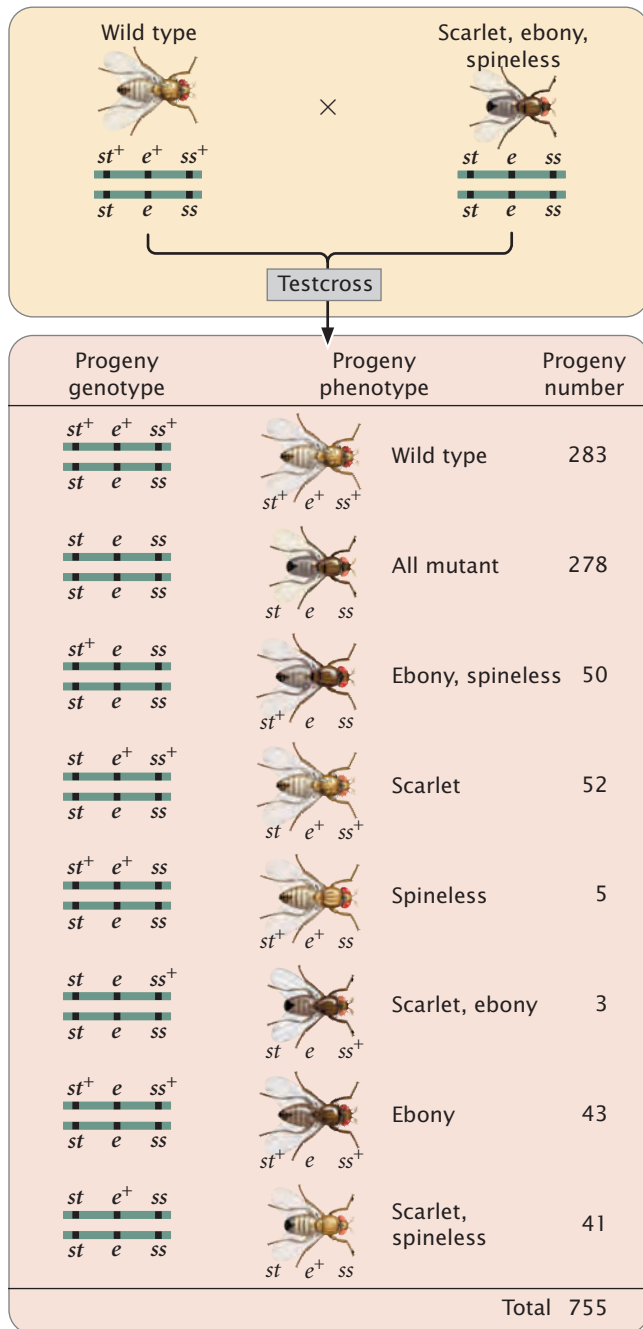 Wild type
Scarlet, ebony,
spineless
×
st+ e+ ss+
st e ss
st e ss
st e ss
Testcross
Progeny
genotype
Progeny
phenotype
Progeny
number
st+ e+ ss+
st e ss
st+ e+ ss+
Wild type
283
st e ss
st e ss
st e ss
All mutant
278
st+ e ss
st e ss
st+ e ss
Ebony, spineless
50
st e+ ss+
st e ss
st e+ ss+
Scarlet
52
st+ e+ ss
st e ss
st+ e+ ss
Spineless
5
st e ss+
st e ss
st e ss+
Scarlet, ebony
3
st+ e ss+
st e ss
st+ e ss+
Ebony
43
st e+ ss
st e ss
st e+ ss
Scarlet,
spineless
41
Total 755